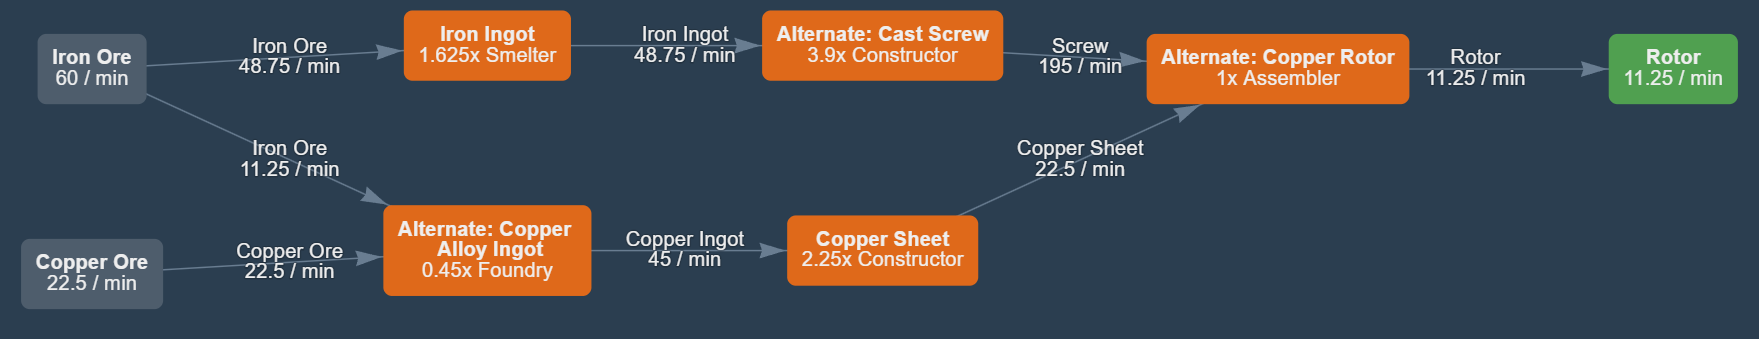 Iron Ore
60 / min
Iron Ore
48.75 / min
Iron Ingot
1.625x Smelter
Iron Ingot
48.75 / min
Alternate: Cast Screw
3.9x Constructor
Screw
195 / min
Alternate: Copper Rotor
1x Assembler
Rotor
11.25 / min
Rotor
11.25 / min
Iron Ore
11.25 / min
Copper Sheet
22.5 / min
Copper Ore
22.5 / min
Copper Ore
22.5 / min
Alternate: Copper
Alloy Ingot
0.45x Foundry
Copper Ingot
45 / min
Copper Sheet
2.25x Constructor